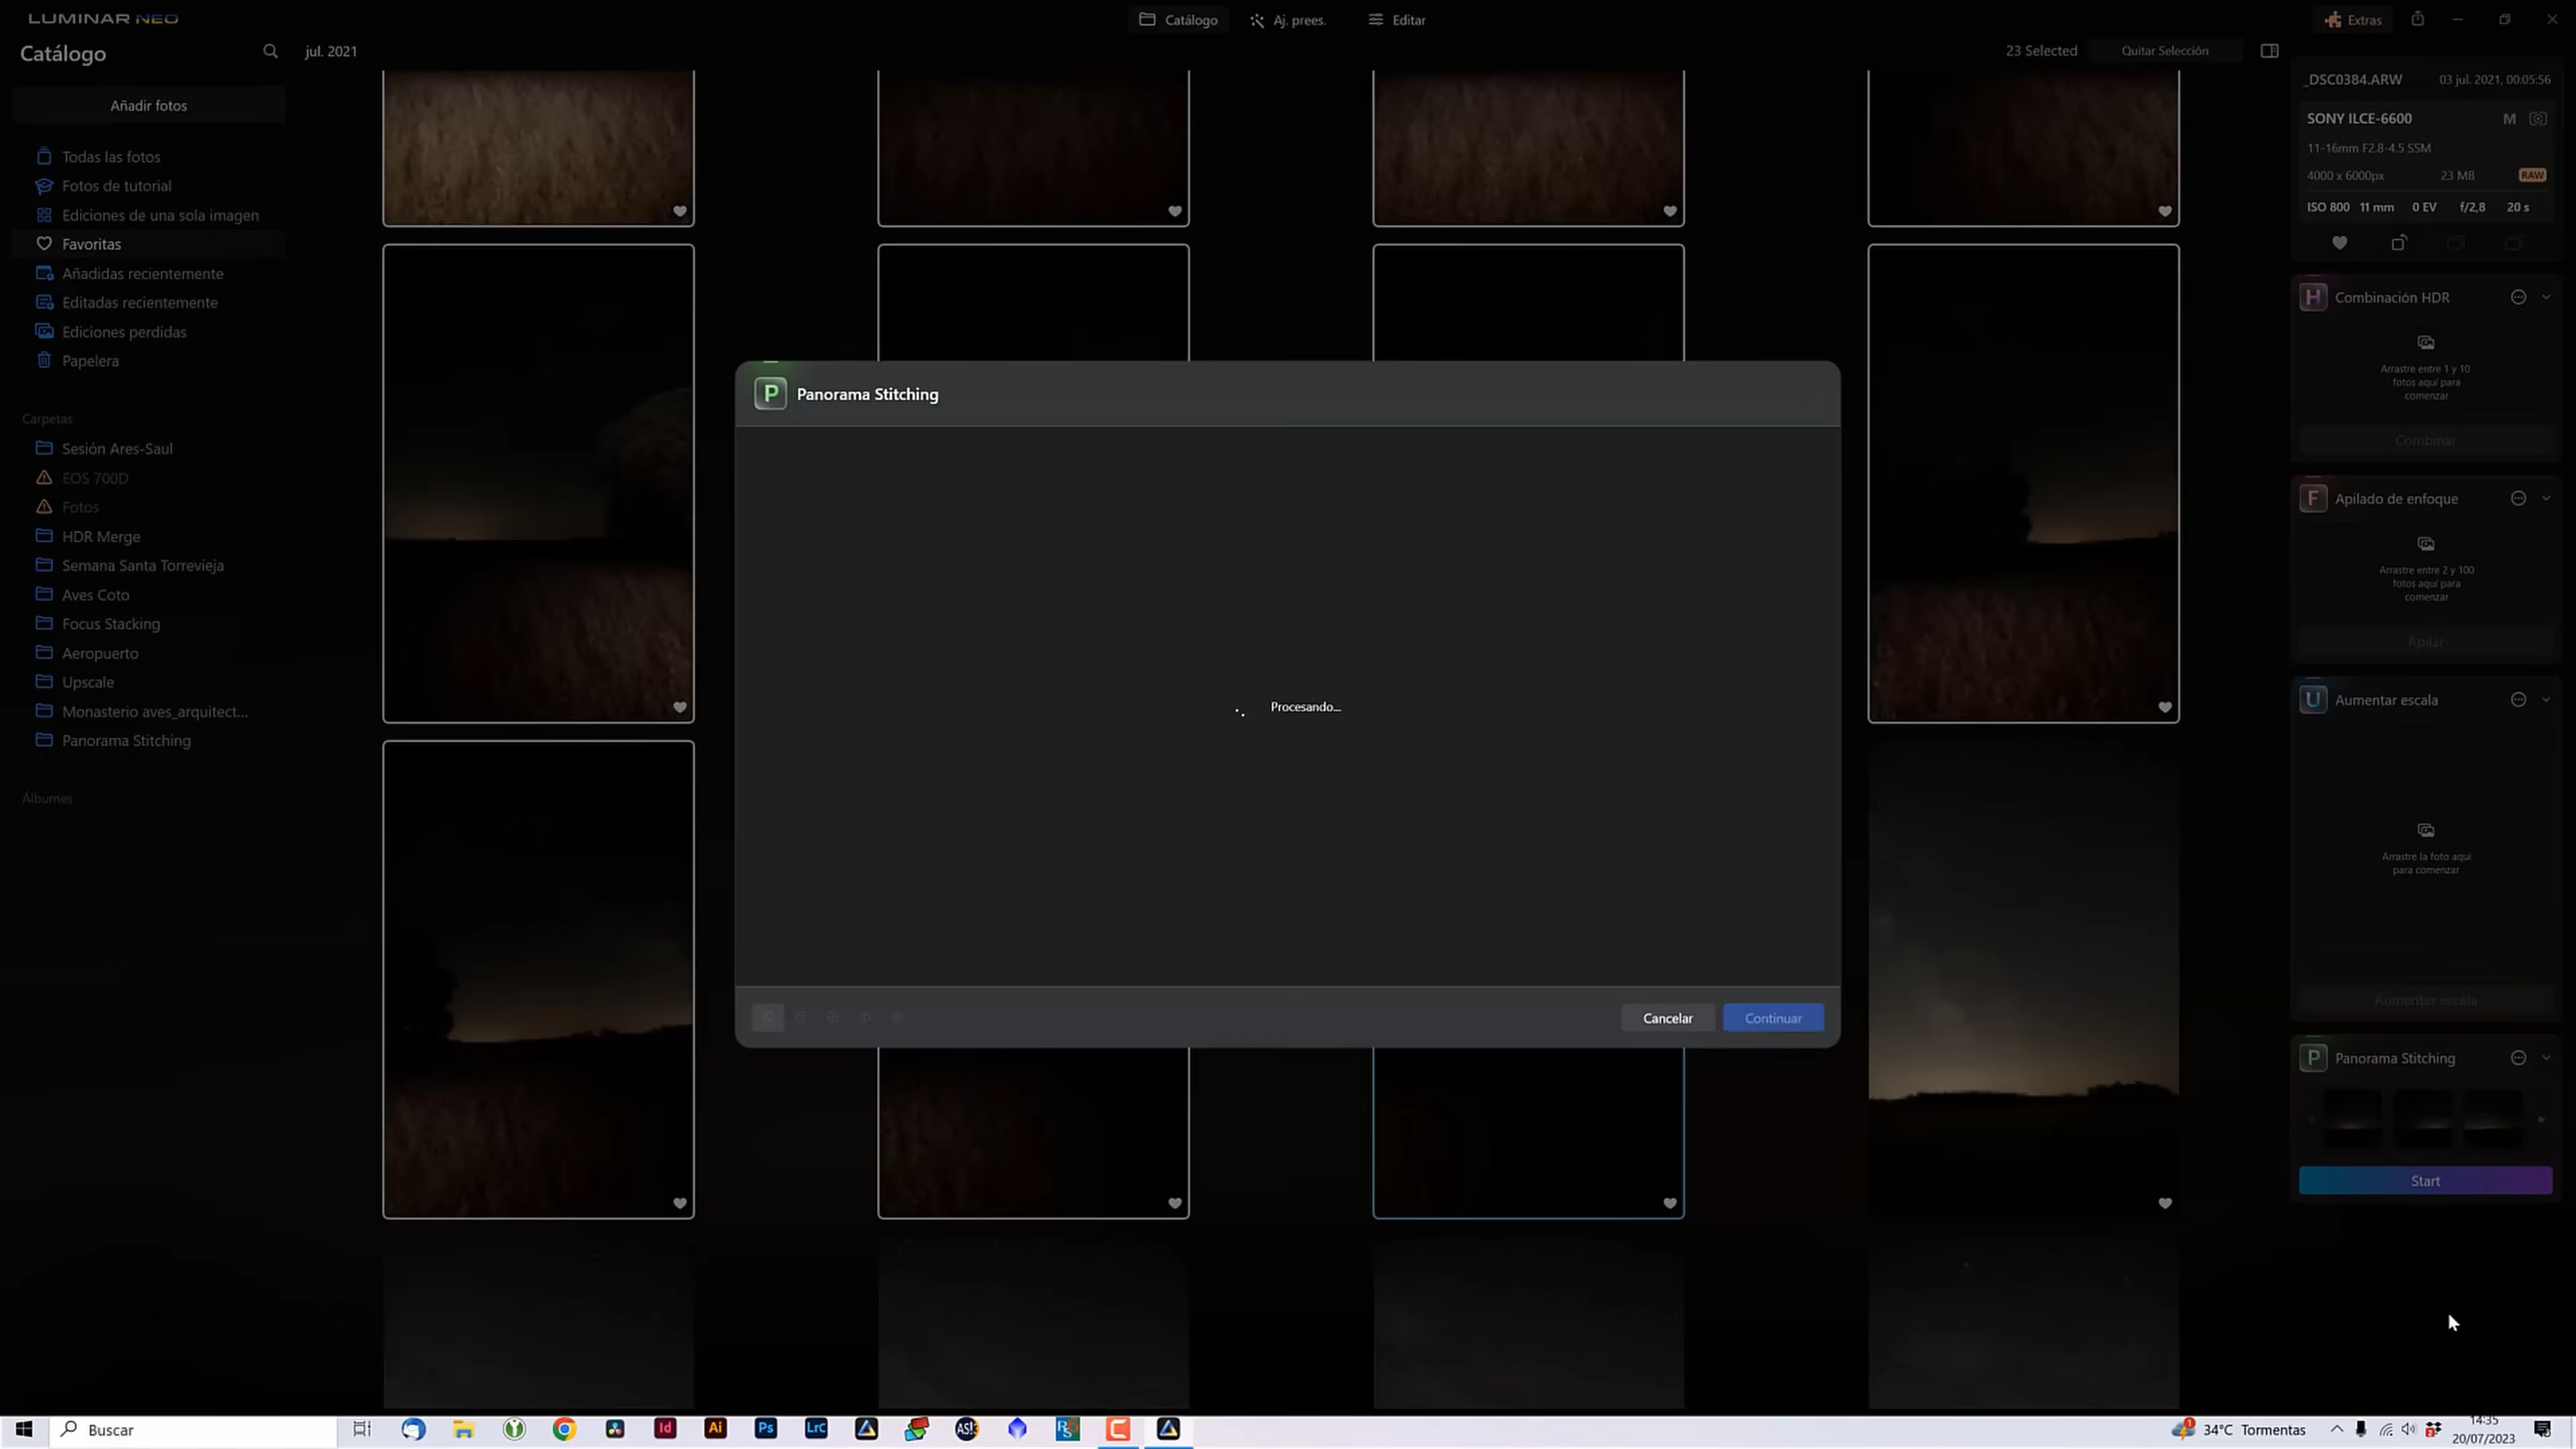 LUMINAR NEO
Catálogo
Aj. prees.
Editar
Extras
Catálogo
jul. 2021
23 Selected
Quitar Selección
Añadir fotos
Todas las fotos
Fotos de tutorial
Ediciones de una sola imagen
Favoritas
Añadidas recientemente
Editadas recientemente
Ediciones perdidas
Papelera
Carpetas
Sesión Ares-Saul
EOS 700D
Fotos
HDR Merge
Semana Santa Torrevieja
Aves Coto
Focus Stacking
Aeropuerto
Upscale
Monasterio aves_arquitect...
Panorama Stitching
Álbumes
P Panorama Stitching
Procesando...
Cancelar
Continuar
_DSC0384.ARW 03 jul. 2021, 00:05:56
SONY ILCE-6600 M
11-16mm F2.8-4.5 SSM
4000 x 6000px 23 MB RAW
ISO 800 11 mm 0 EV f/2,8 20 s
H Combinación HDR
Arrastre entre 1 y 10
fotos aquí para
comenzar
Combinar
F Apilado de enfoque
Arrastre entre 2 y 100
fotos aquí para
comenzar
Apilar
U Aumentar escala
Arrastre la foto aquí
para comenzar
Aumentar escala
P Panorama Stitching
Start
Buscar
Id
Ai
Ps
LrC
34°C Tormentas
14:35
20/07/2023